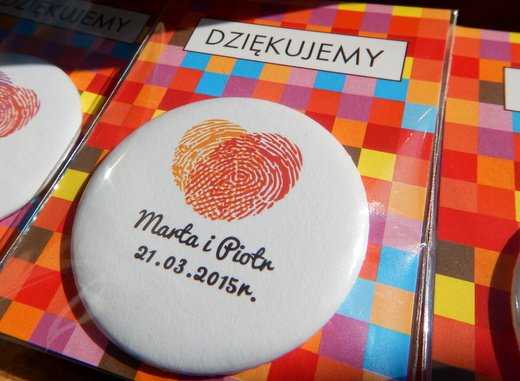 DZIĘKUJEMY
Marta i Piotr
21.03.2015r.